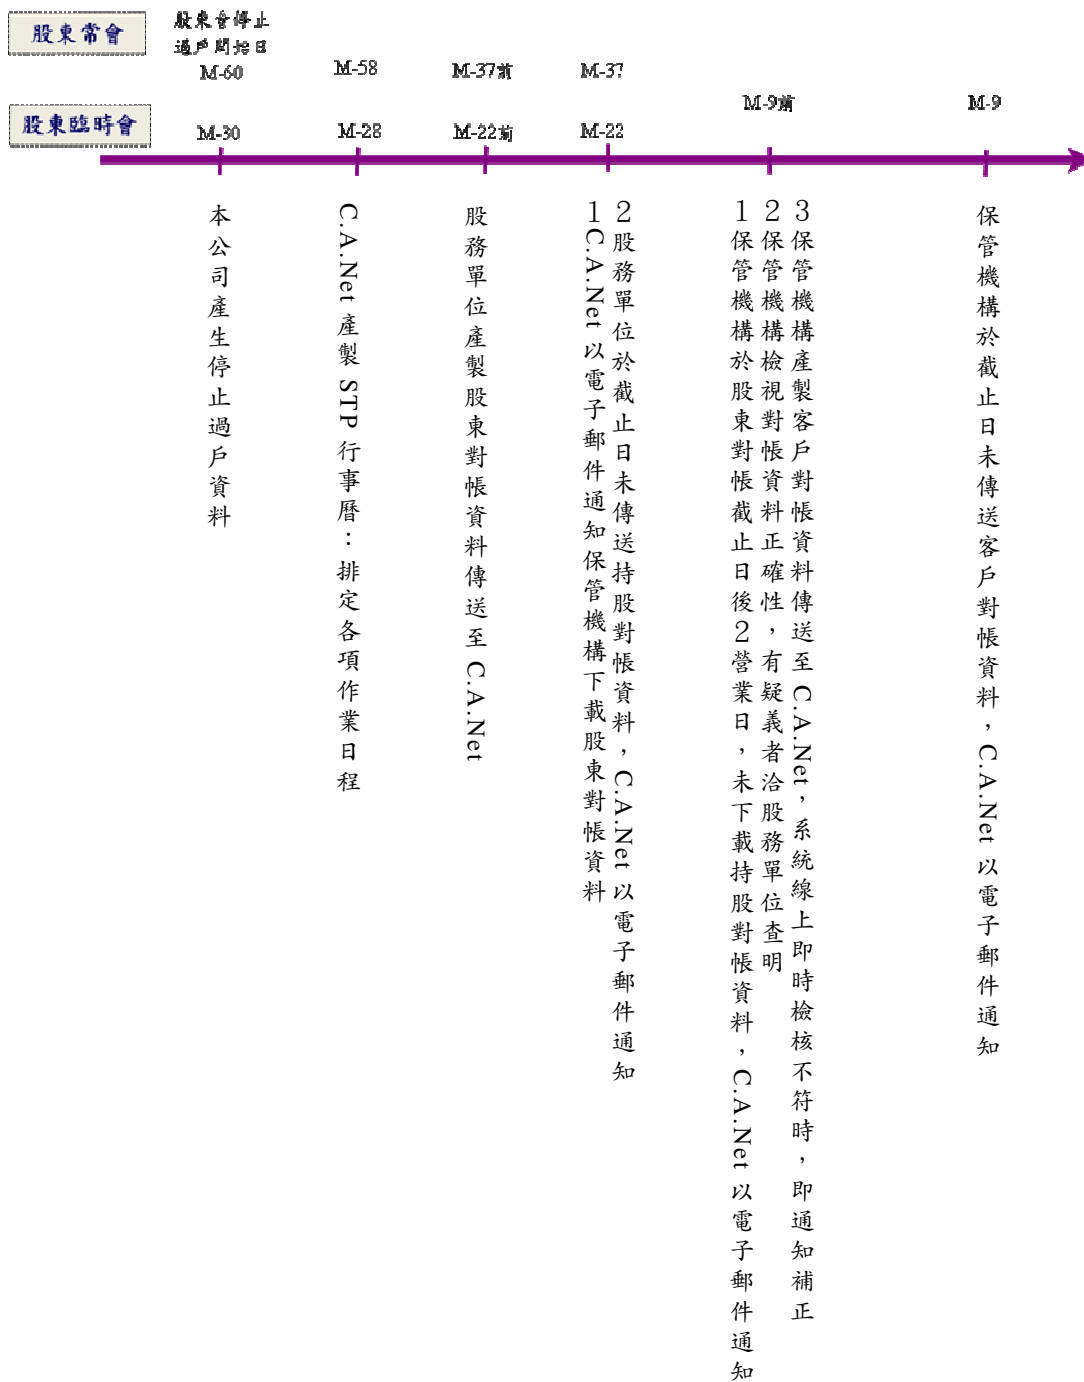 股東常會
股東會停止
過戶開始日
M-60
M-58
M-37前
M-37
M-9前
M-9
股東臨時會
M-30
M-28
M-22前
M-22
本公司產生停止過戶資料
C.A.Net 產製 STP 行事曆：排定各項作業日程
股務單位產製股東對帳資料傳送至 C.A.Net
1C.A.Net 以電子郵件通知保管機構下載股東對帳資料
2股務單位於截止日未傳送持股對帳資料，C.A.Net 以電子郵件通知
1保管機構於股東對帳截止日後2營業日，未下載持股對帳資料，C.A.Net 以電子郵件通知
2保管機構檢視對帳資料正確性，有疑義者洽股務單位查明
3保管機構產製客戶對帳資料傳送至 C.A.Net，系統線上即時檢核不符時，即通知補正
保管機構於截止日未傳送客戶對帳資料，C.A.Net 以電子郵件通知